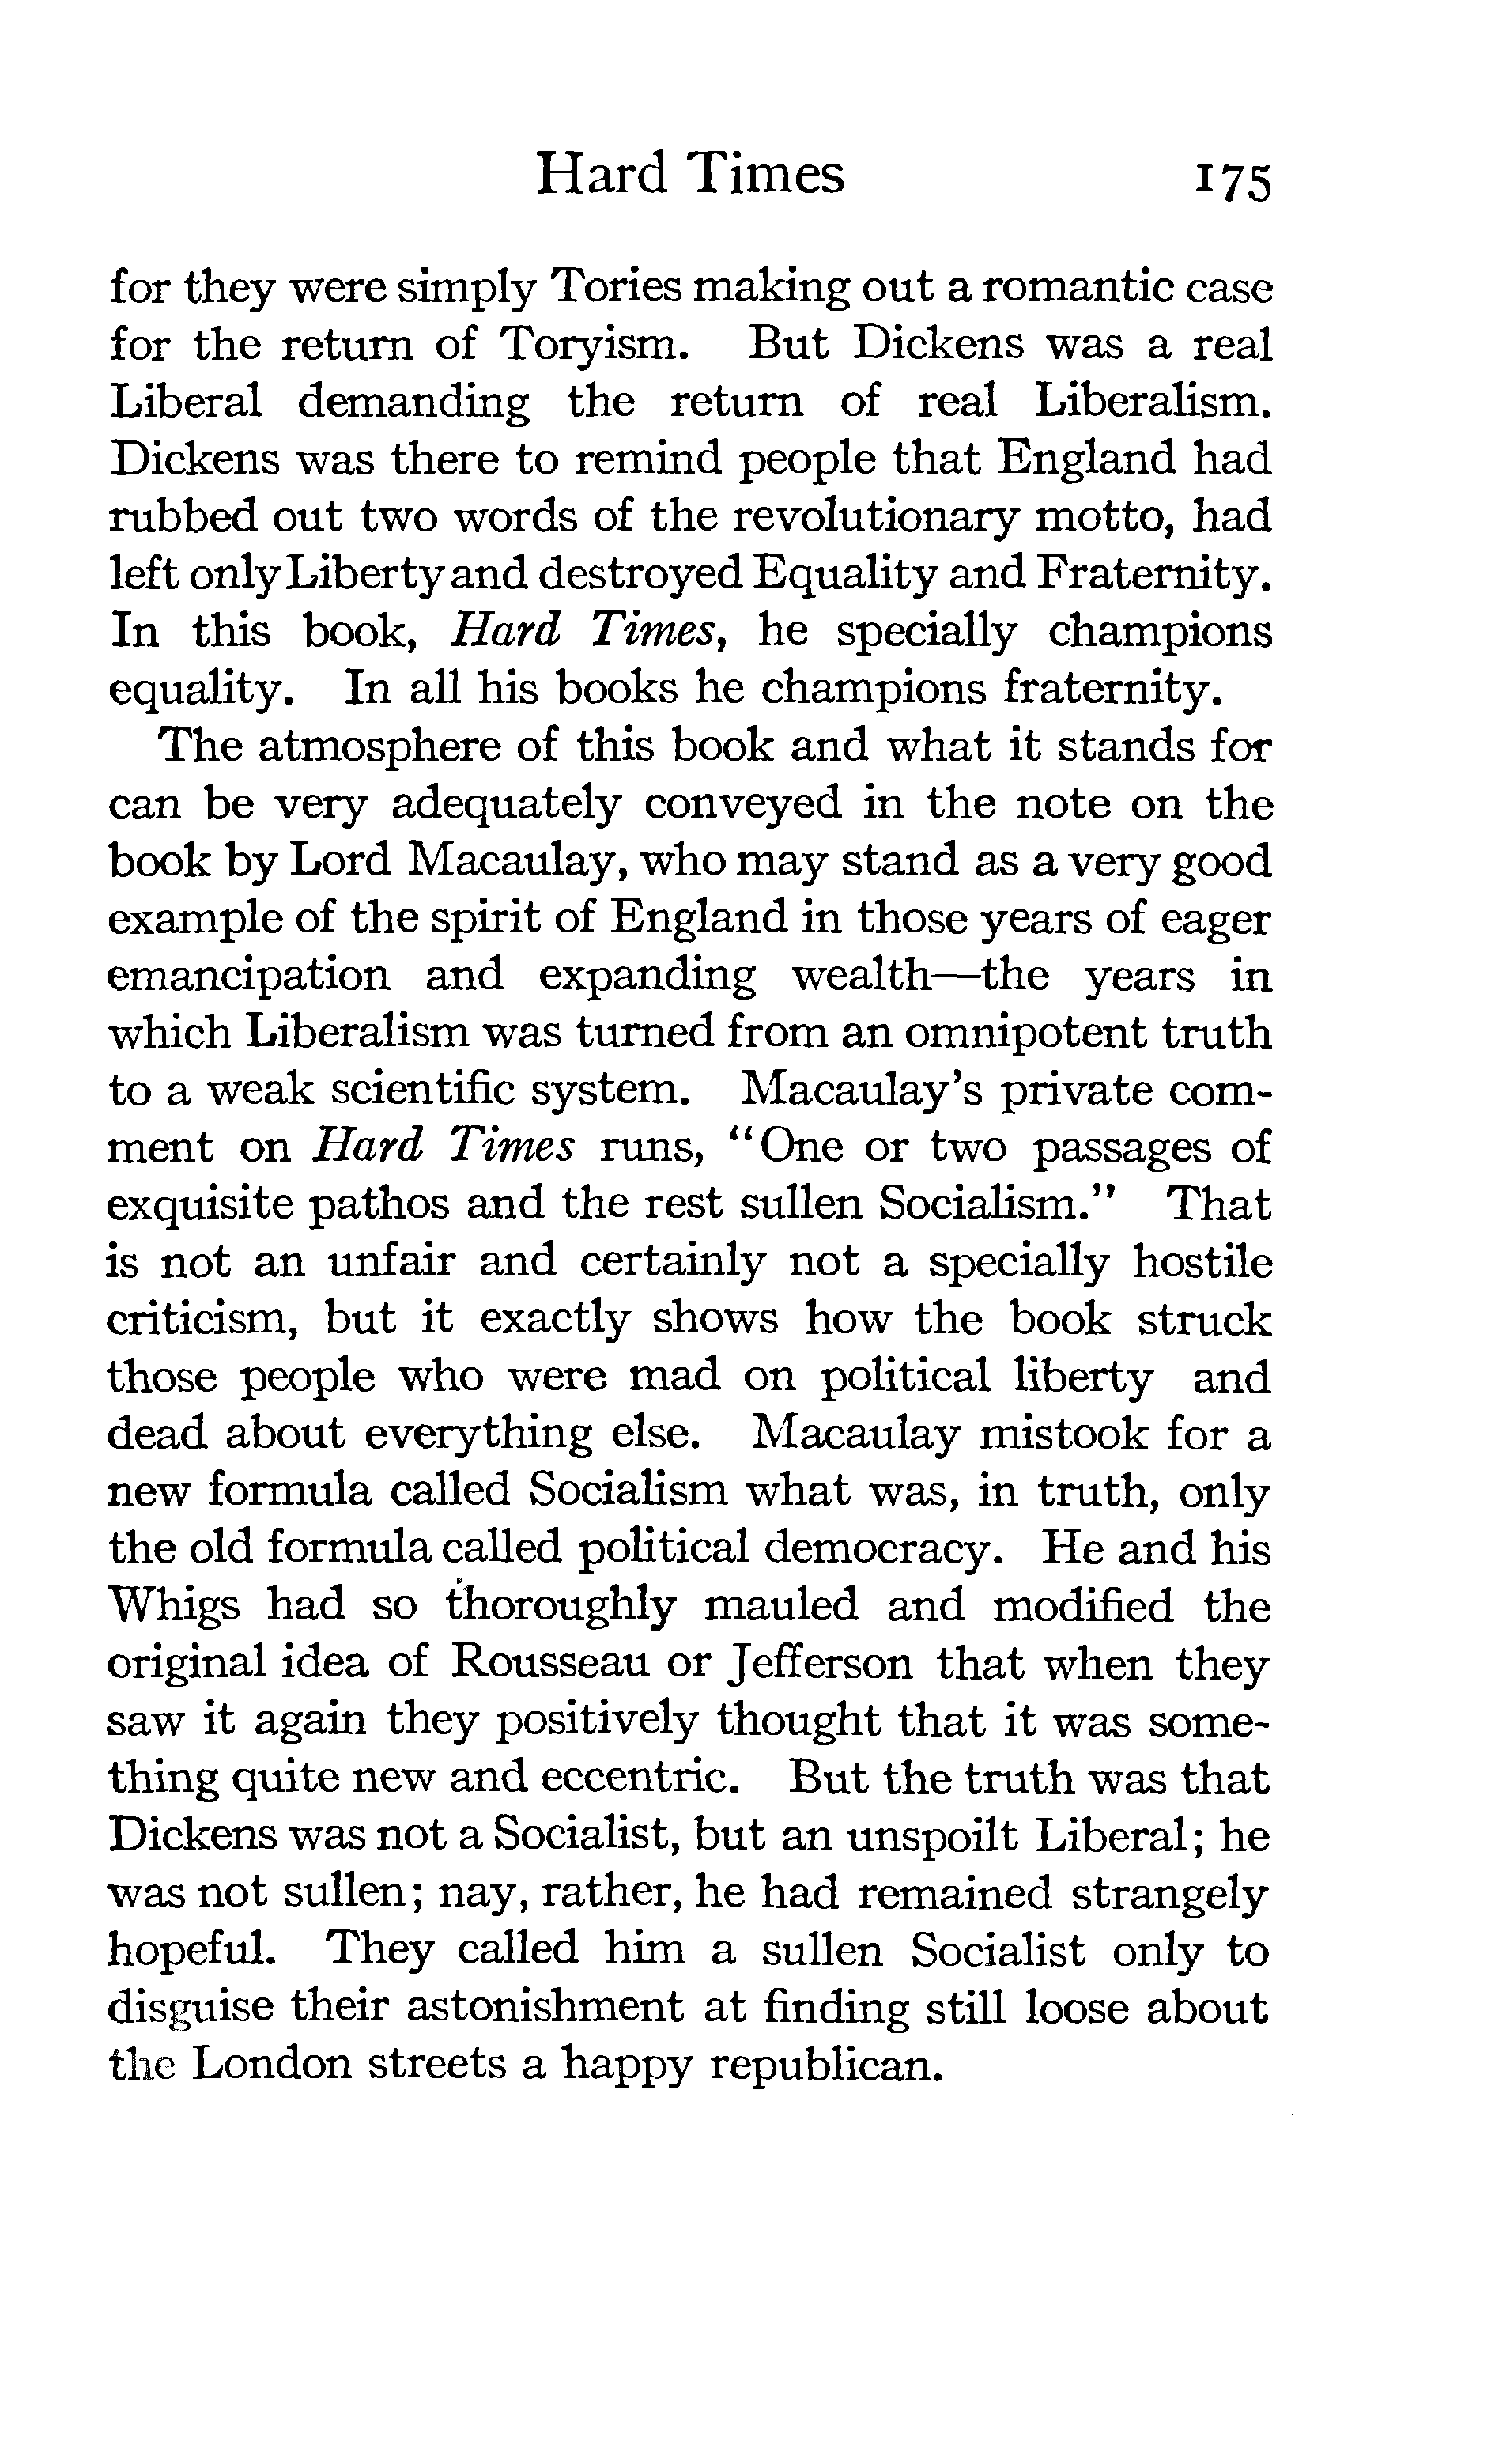 Hard Times 175
for they were simply Tories making out a romantic case
for the return of Toryism. But Dickens was a real
Liberal demanding the return of real Liberalism.
Dickens was there to remind people that England had
rubbed out two words of the revolutionary motto, had
left only Liberty and destroyed Equality and Fraternity.
In this book, Hard Times, he specially champions
equality. In all his books he champions fraternity.
The atmosphere of this book and what it stands for
can be very adequately conveyed in the note on the
book by Lord Macaulay, who may stand as a very good
example of the spirit of England in those years of eager
emancipation and expanding wealth—the years in
which Liberalism was turned from an omnipotent truth
to a weak scientific system. Macaulay's private com-
ment on Hard Times runs, "One or two passages of
exquisite pathos and the rest sullen Socialism." That
is not an unfair and certainly not a specially hostile
criticism, but it exactly shows how the book struck
those people who were mad on political liberty and
dead about everything else. Macaulay mistook for a
new formula called Socialism what was, in truth, only
the old formula called political democracy. He and his
Whigs had so thoroughly mauled and modified the
original idea of Rousseau or Jefferson that when they
saw it again they positively thought that it was some-
thing quite new and eccentric. But the truth was that
Dickens was not a Socialist, but an unspoilt Liberal; he
was not sullen; nay, rather, he had remained strangely
hopeful. They called him a sullen Socialist only to
disguise their astonishment at finding still loose about
the London streets a happy republican.